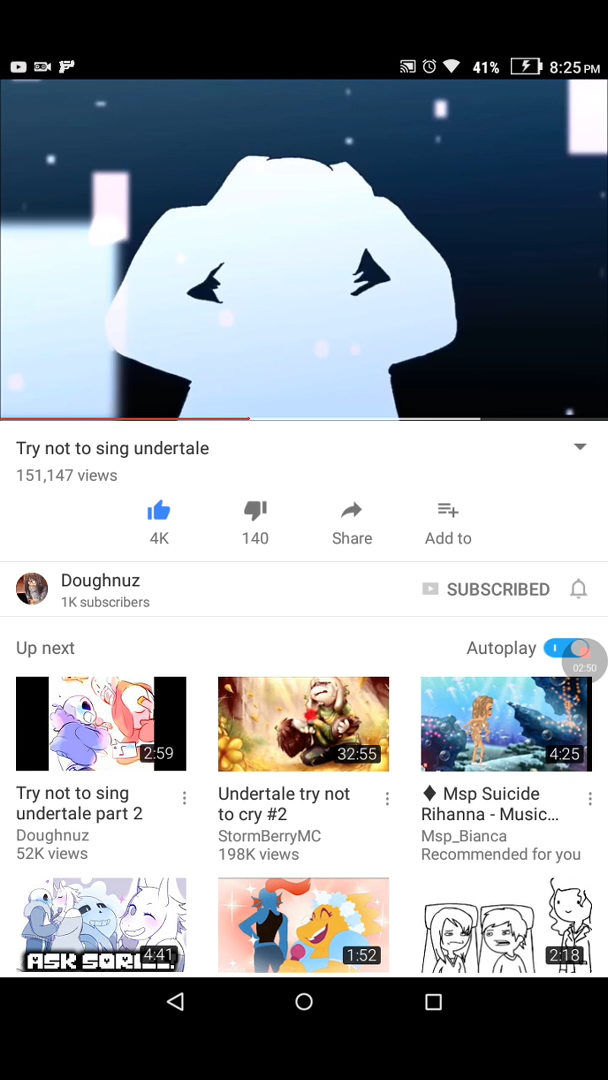 41% 8:25 PM
Try not to sing undertale
151,147 views
4K 140 Share Add to
Doughnuz
1K subscribers
SUBSCRIBED
Up next
Autoplay
02:50
2:59
32:55
4:25
Try not to sing
undertale part 2
Doughnuz
52K views
Undertale try not
to cry #2
StormBerryMC
198K views
♦ Msp Suicide
Rihanna - Music...
Msp_Bianca
Recommended for you
ASK SORIEL!
4:41
1:52
2:18